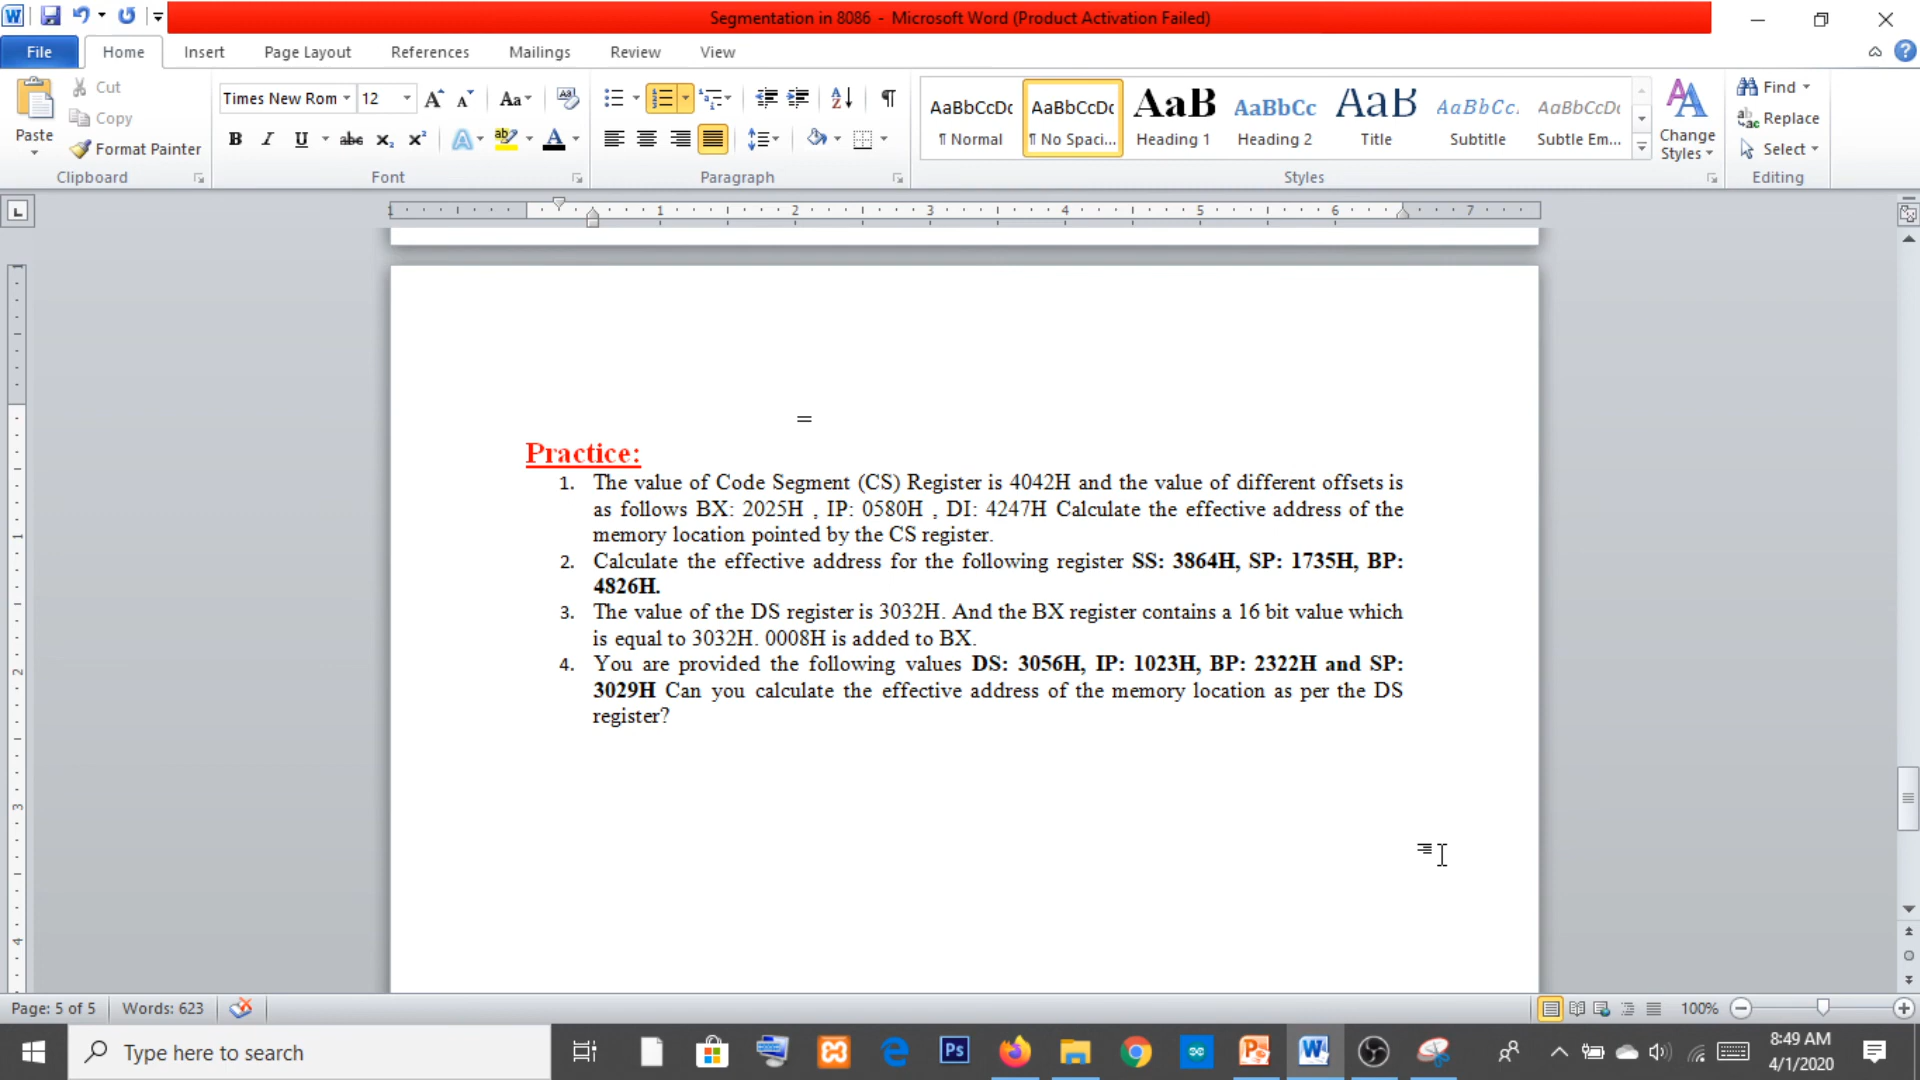 Segmentation in 8086 - Microsoft Word (Product Activation Failed)
File Home Insert Page Layout References Mailings Review View
Cut
Copy
Format Painter
Paste
Clipboard
Times New Rom 12
Font
Paragraph
AaBbCcDc AaBbCcDc AaB AaBbCc AaB AaBbCc. AaBbCcDc
¶ Normal ¶ No Spaci... Heading 1 Heading 2 Title Subtitle Subtle Em...
Styles
Change
Styles
Find
Replace
Select
Editing
1 1 2 3 4 5 6 7
=
Practice:
1. The value of Code Segment (CS) Register is 4042H and the value of different offsets is
as follows BX: 2025H , IP: 0580H , DI: 4247H Calculate the effective address of the
memory location pointed by the CS register.
2. Calculate the effective address for the following register SS: 3864H, SP: 1735H, BP:
4826H.
3. The value of the DS register is 3032H. And the BX register contains a 16 bit value which
is equal to 3032H. 0008H is added to BX.
4. You are provided the following values DS: 3056H, IP: 1023H, BP: 2322H and SP:
3029H Can you calculate the effective address of the memory location as per the DS
register?
Page: 5 of 5 Words: 623 100%
Type here to search
8:49 AM
4/1/2020